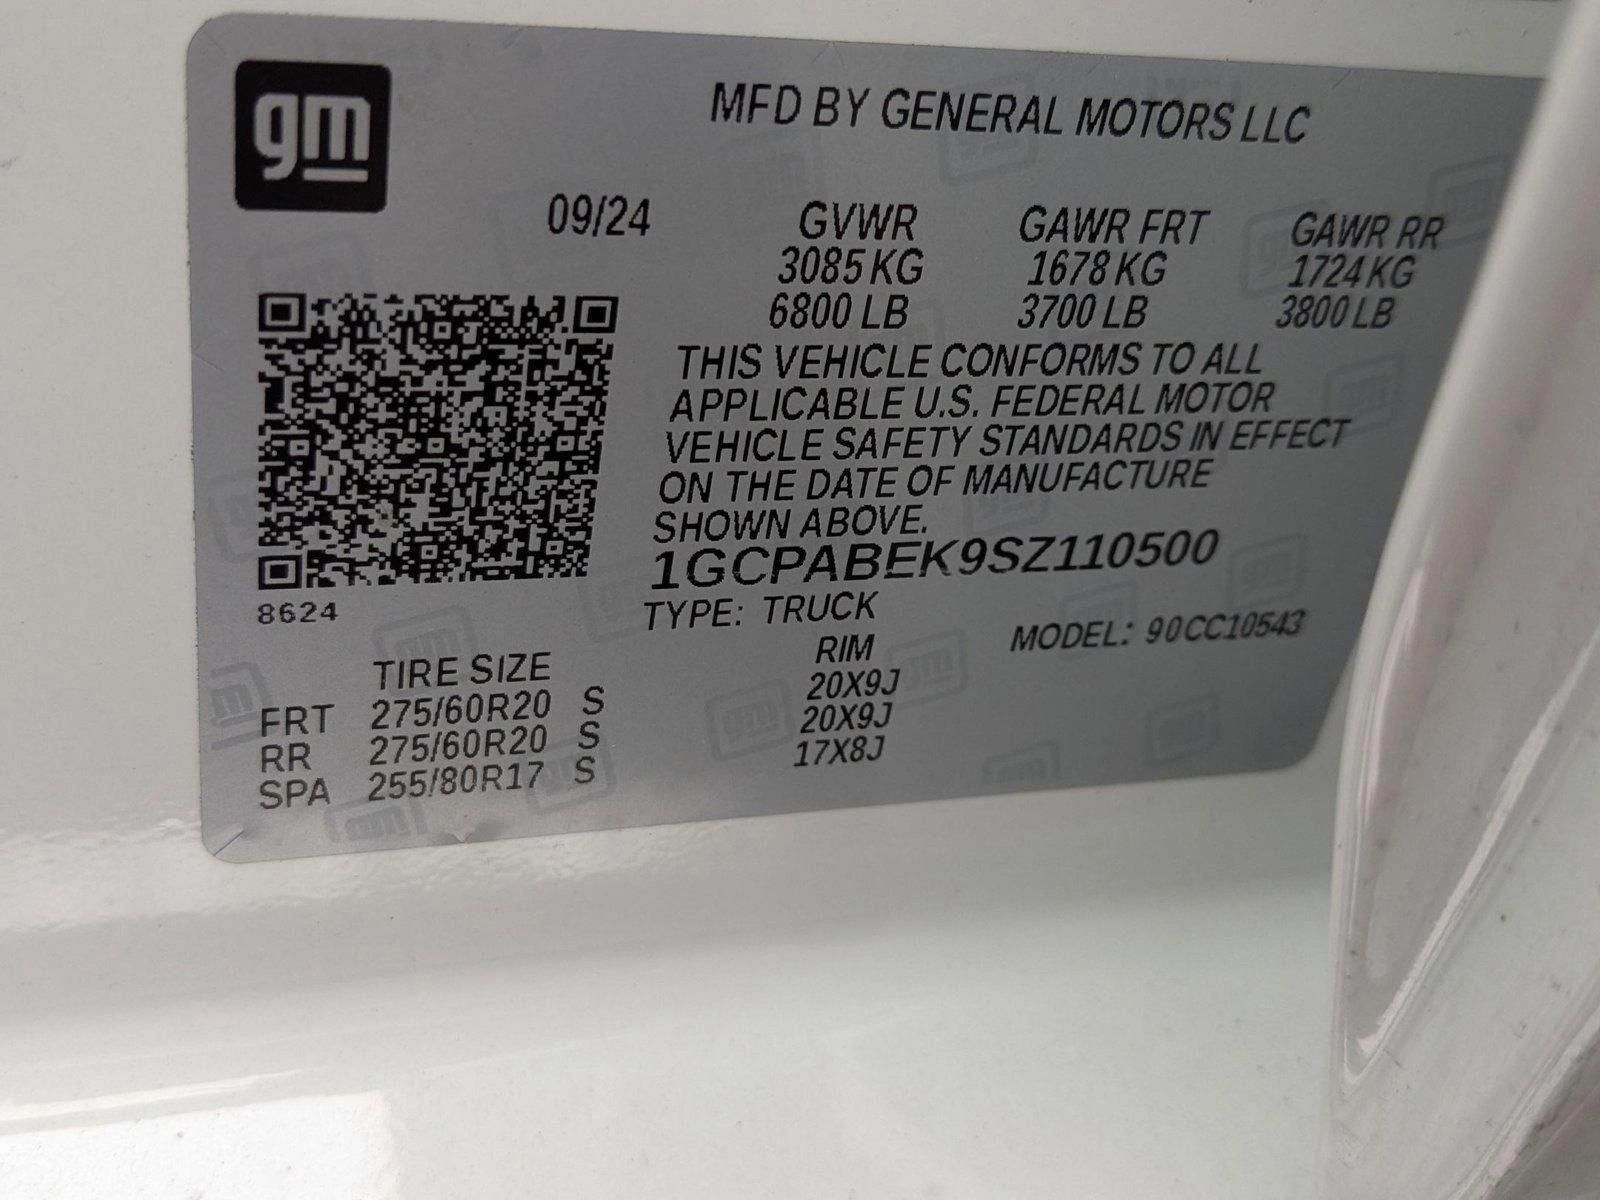 gm
MFD BY GENERAL MOTORS LLC
09/24 GVWR GAWR FRT GAWR RR
3085 KG 1678 KG 1724 KG
6800 LB 3700 LB 3800 LB
THIS VEHICLE CONFORMS TO ALL
APPLICABLE U.S. FEDERAL MOTOR
VEHICLE SAFETY STANDARDS IN EFFECT
ON THE DATE OF MANUFACTURE
SHOWN ABOVE.
1GCPABEK9SZ110500
8624
TYPE: TRUCK MODEL: 90CC10543
TIRE SIZE RIM
FRT 275/60R20 S 20X9J
RR 275/60R20 S 20X9J
SPA 255/80R17 S 17X8J